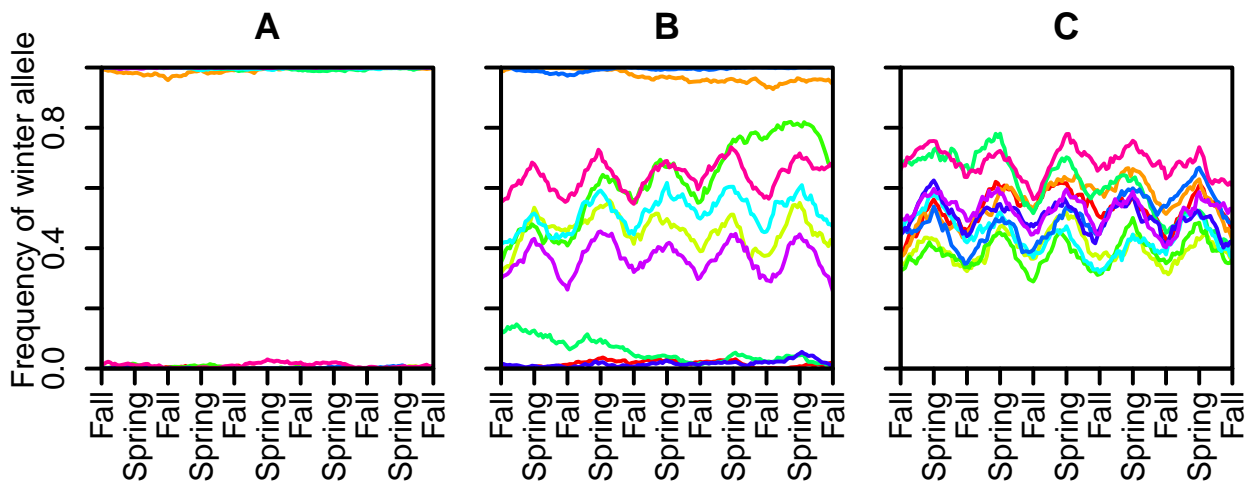 A B C
Frequency of winter allele
0.0 0.4 0.8
Fall Spring Fall Spring Fall Spring Fall Spring Fall Spring Fall
Fall Spring Fall Spring Fall Spring Fall Spring Fall Spring Fall
Fall Spring Fall Spring Fall Spring Fall Spring Fall Spring Fall